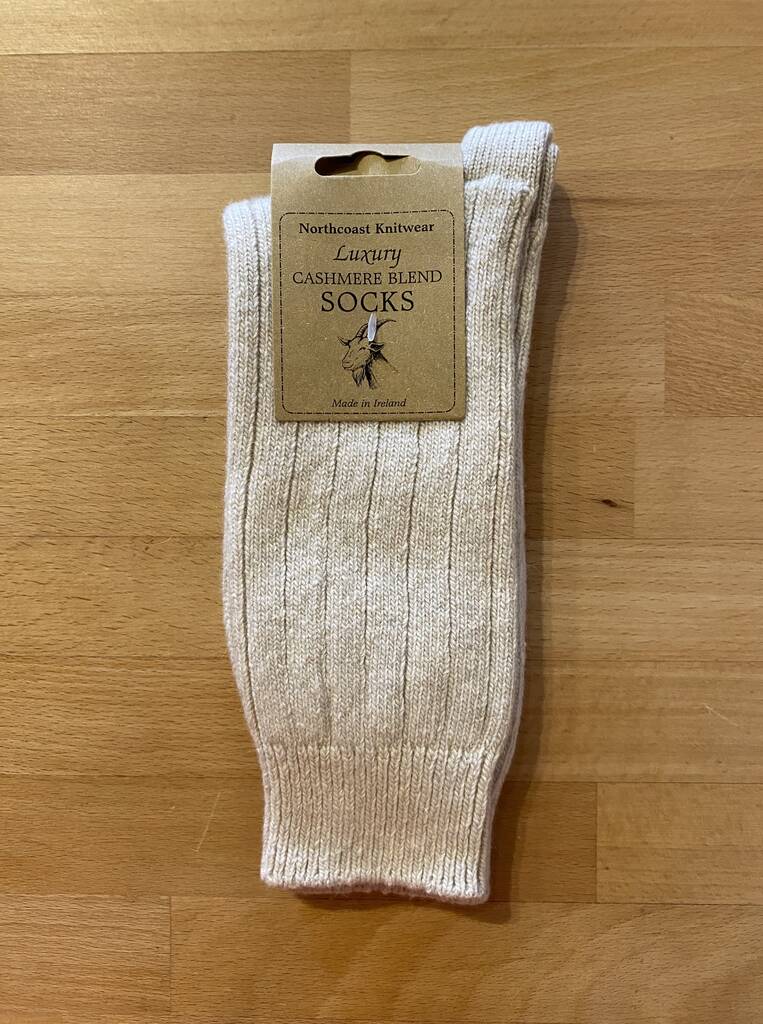 Northcoast Knitwear
Luxury
CASHMERE BLEND
SOCKS
Made in Ireland